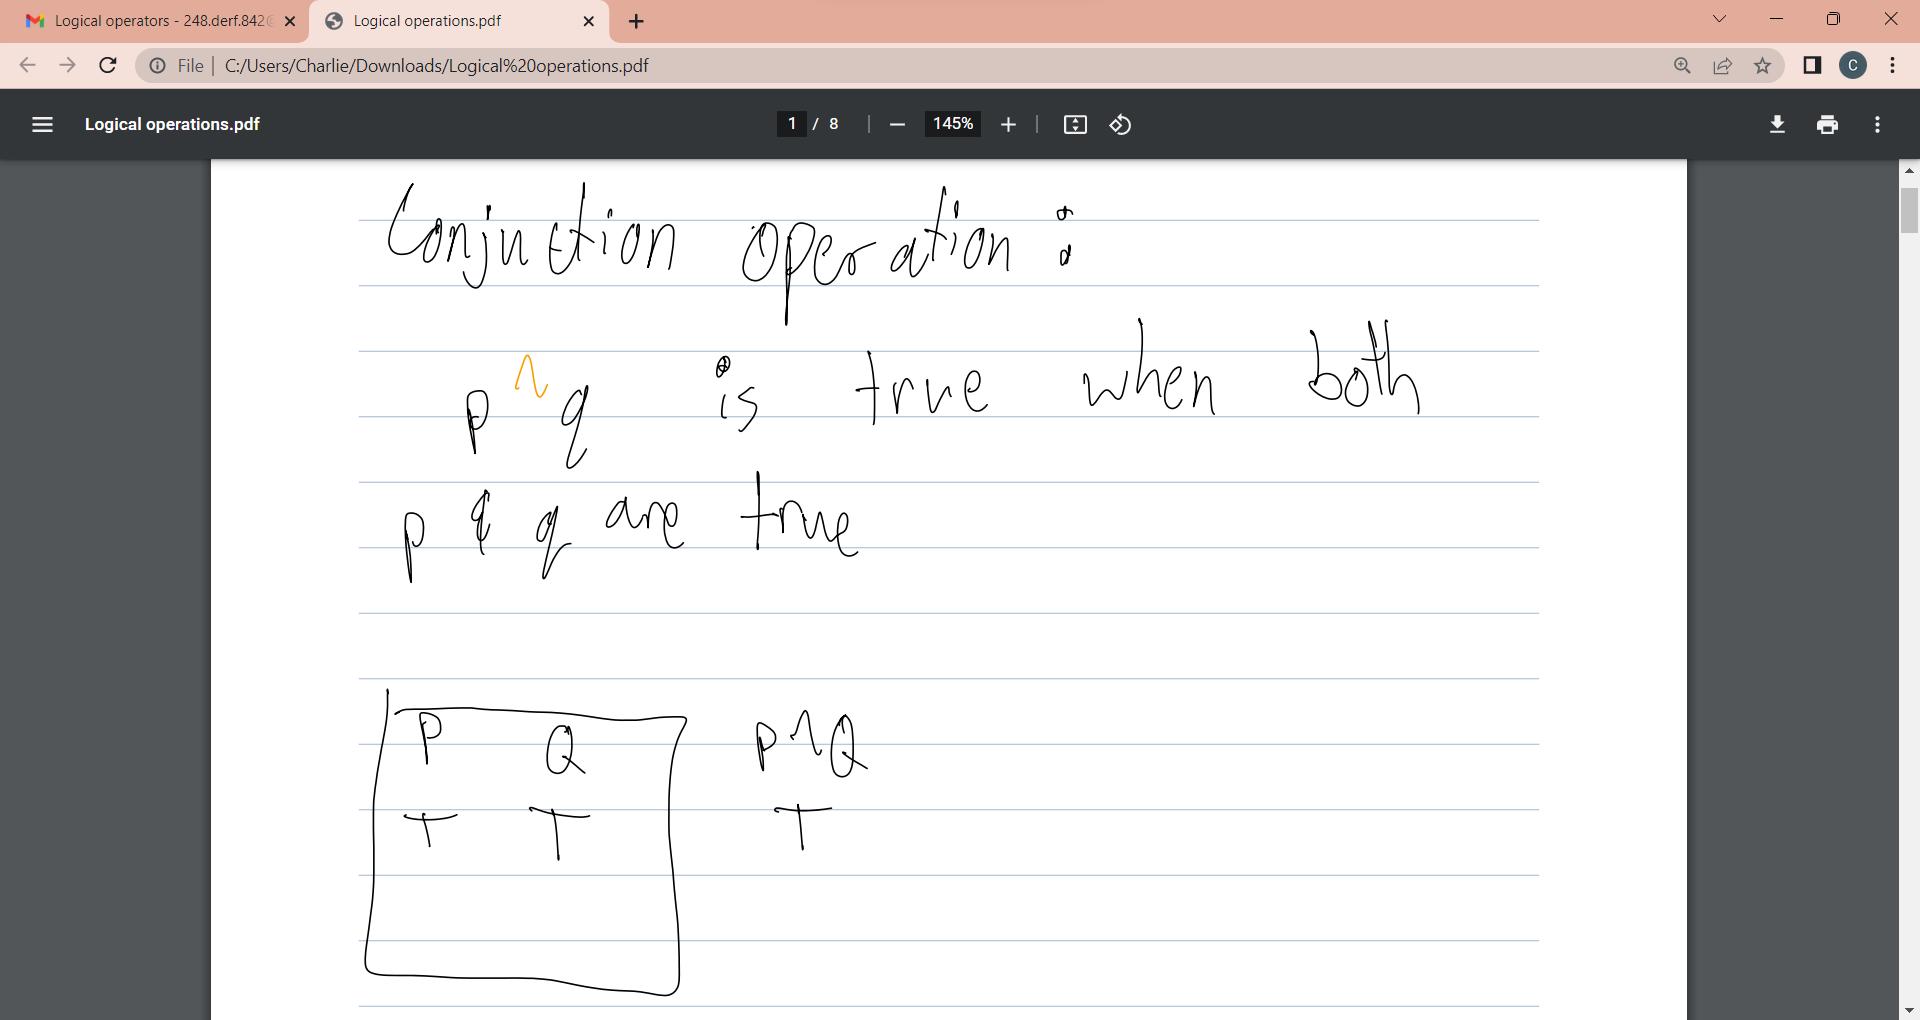 Logical operators - 248.derf.842@
Logical operations.pdf
File C:/Users/Charlie/Downloads/Logical%20operations.pdf
C
Logical operations.pdf
1 / 8
145%
Conjuction operation :
p ^ q is true when both
p & q are true
P Q P^Q
T T T